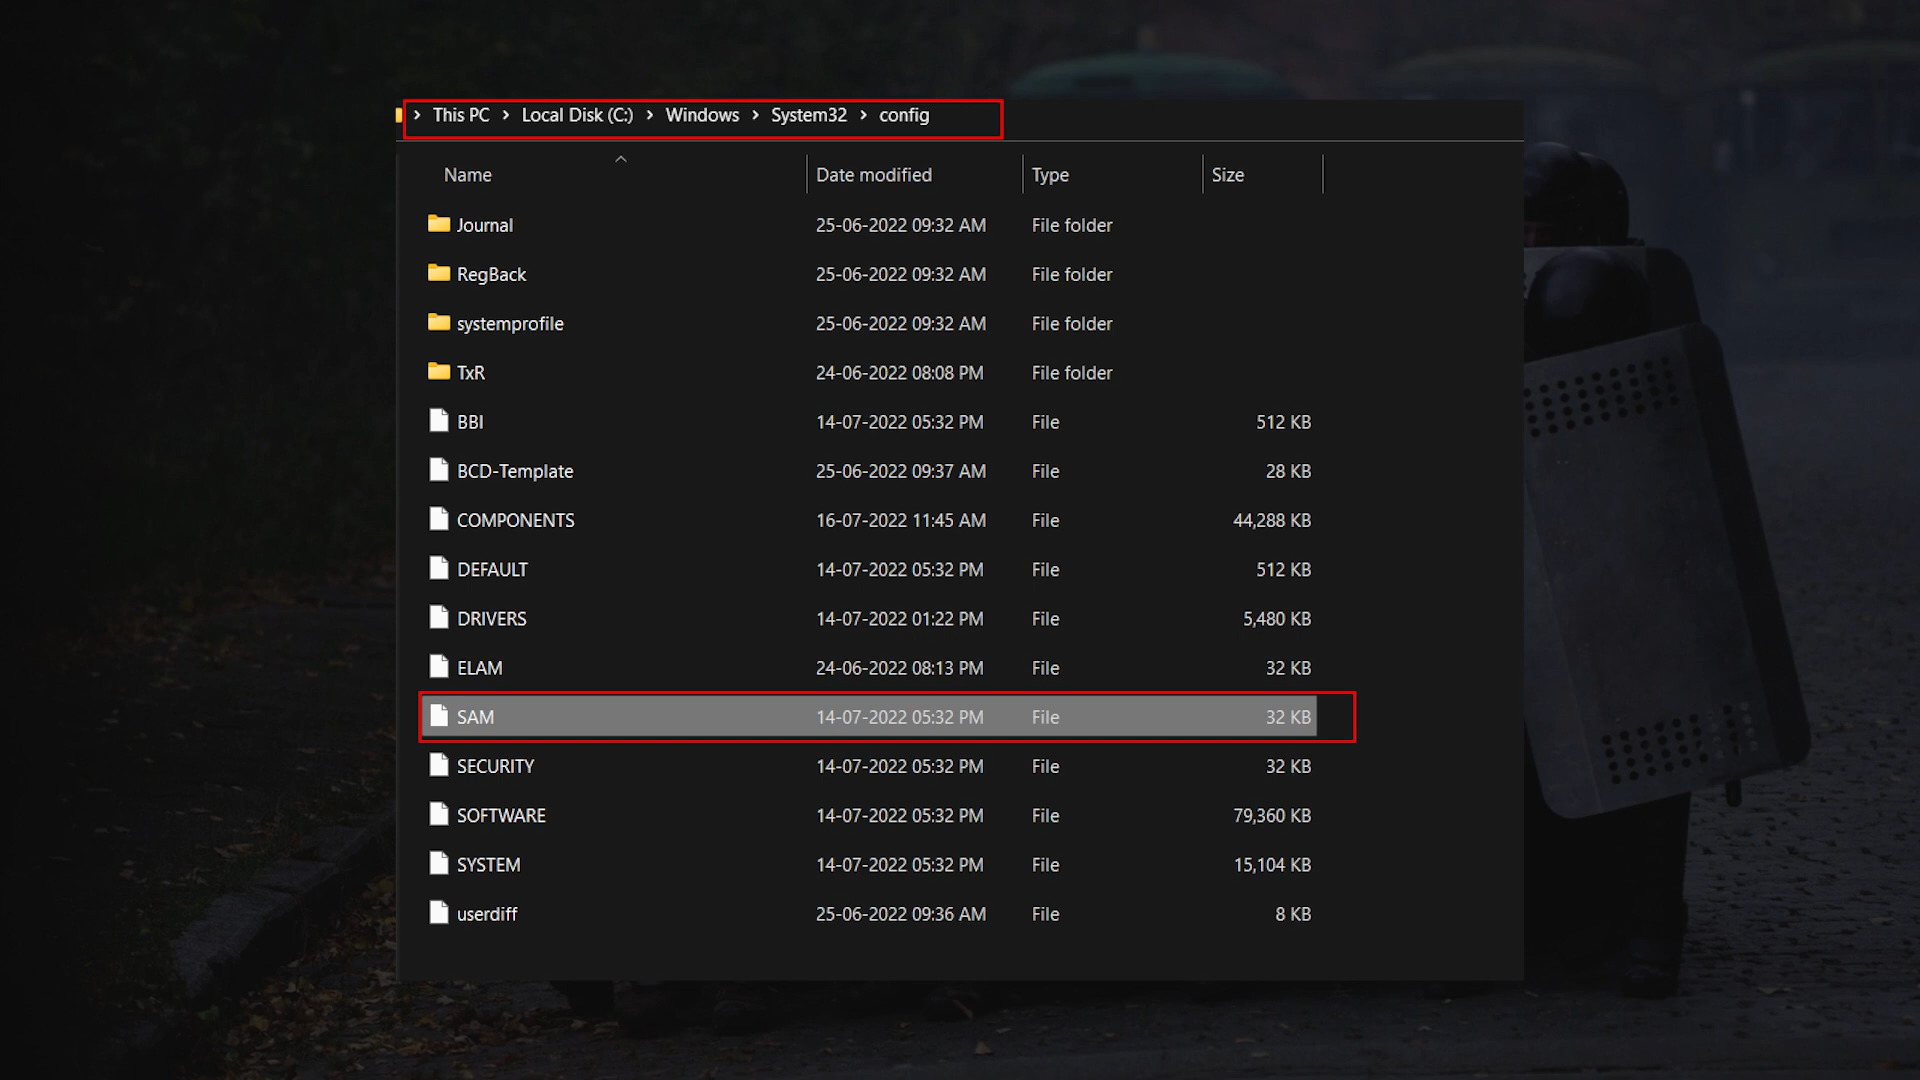 This PC > Local Disk (C:) > Windows > System32 > config
Name Date modified Type Size
Journal 25-06-2022 09:32 AM File folder
RegBack 25-06-2022 09:32 AM File folder
systemprofile 25-06-2022 09:32 AM File folder
TxR 24-06-2022 08:08 PM File folder
BBI 14-07-2022 05:32 PM File 512 KB
BCD-Template 25-06-2022 09:37 AM File 28 KB
COMPONENTS 16-07-2022 11:45 AM File 44,288 KB
DEFAULT 14-07-2022 05:32 PM File 512 KB
DRIVERS 14-07-2022 01:22 PM File 5,480 KB
ELAM 24-06-2022 08:13 PM File 32 KB
SAM 14-07-2022 05:32 PM File 32 KB
SECURITY 14-07-2022 05:32 PM File 32 KB
SOFTWARE 14-07-2022 05:32 PM File 79,360 KB
SYSTEM 14-07-2022 05:32 PM File 15,104 KB
userdiff 25-06-2022 09:36 AM File 8 KB